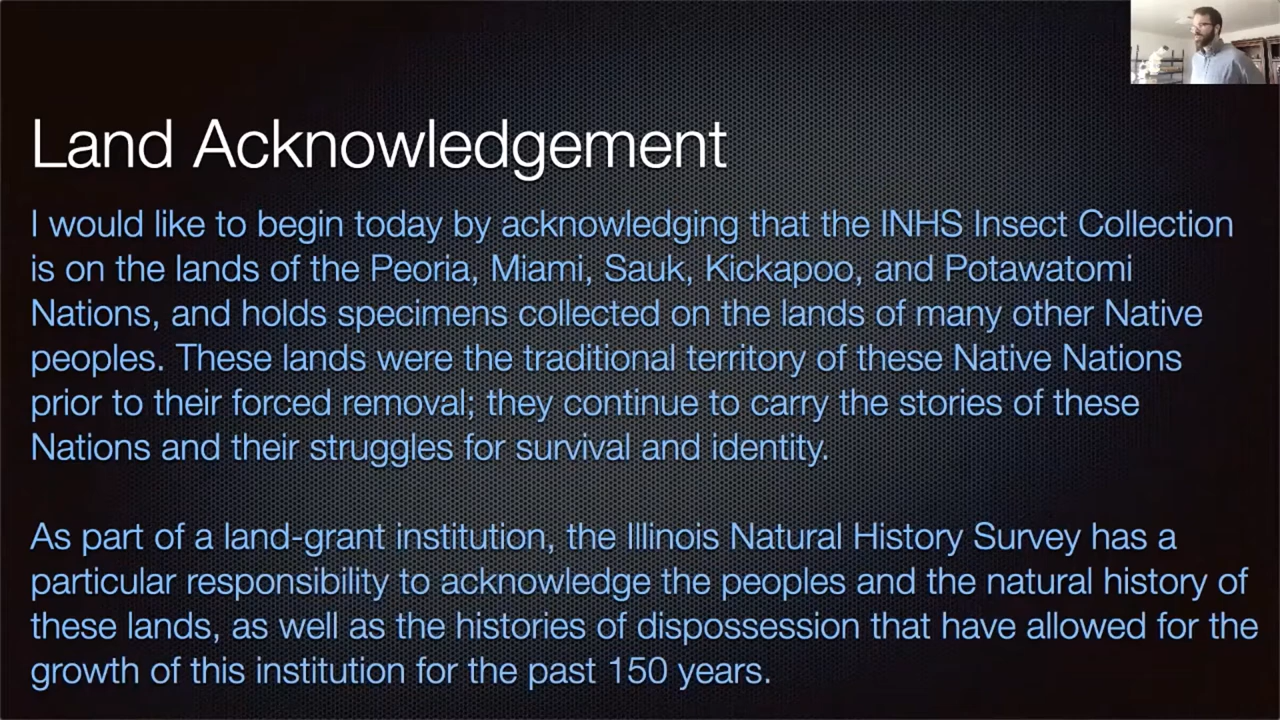 Land Acknowledgement
I would like to begin today by acknowledging that the INHS Insect Collection
is on the lands of the Peoria, Miami, Sauk, Kickapoo, and Potawatomi
Nations, and holds specimens collected on the lands of many other Native
peoples. These lands were the traditional territory of these Native Nations
prior to their forced removal; they continue to carry the stories of these
Nations and their struggles for survival and identity.
As part of a land-grant institution, the Illinois Natural History Survey has a
particular responsibility to acknowledge the peoples and the natural history of
these lands, as well as the histories of dispossession that have allowed for the
growth of this institution for the past 150 years.